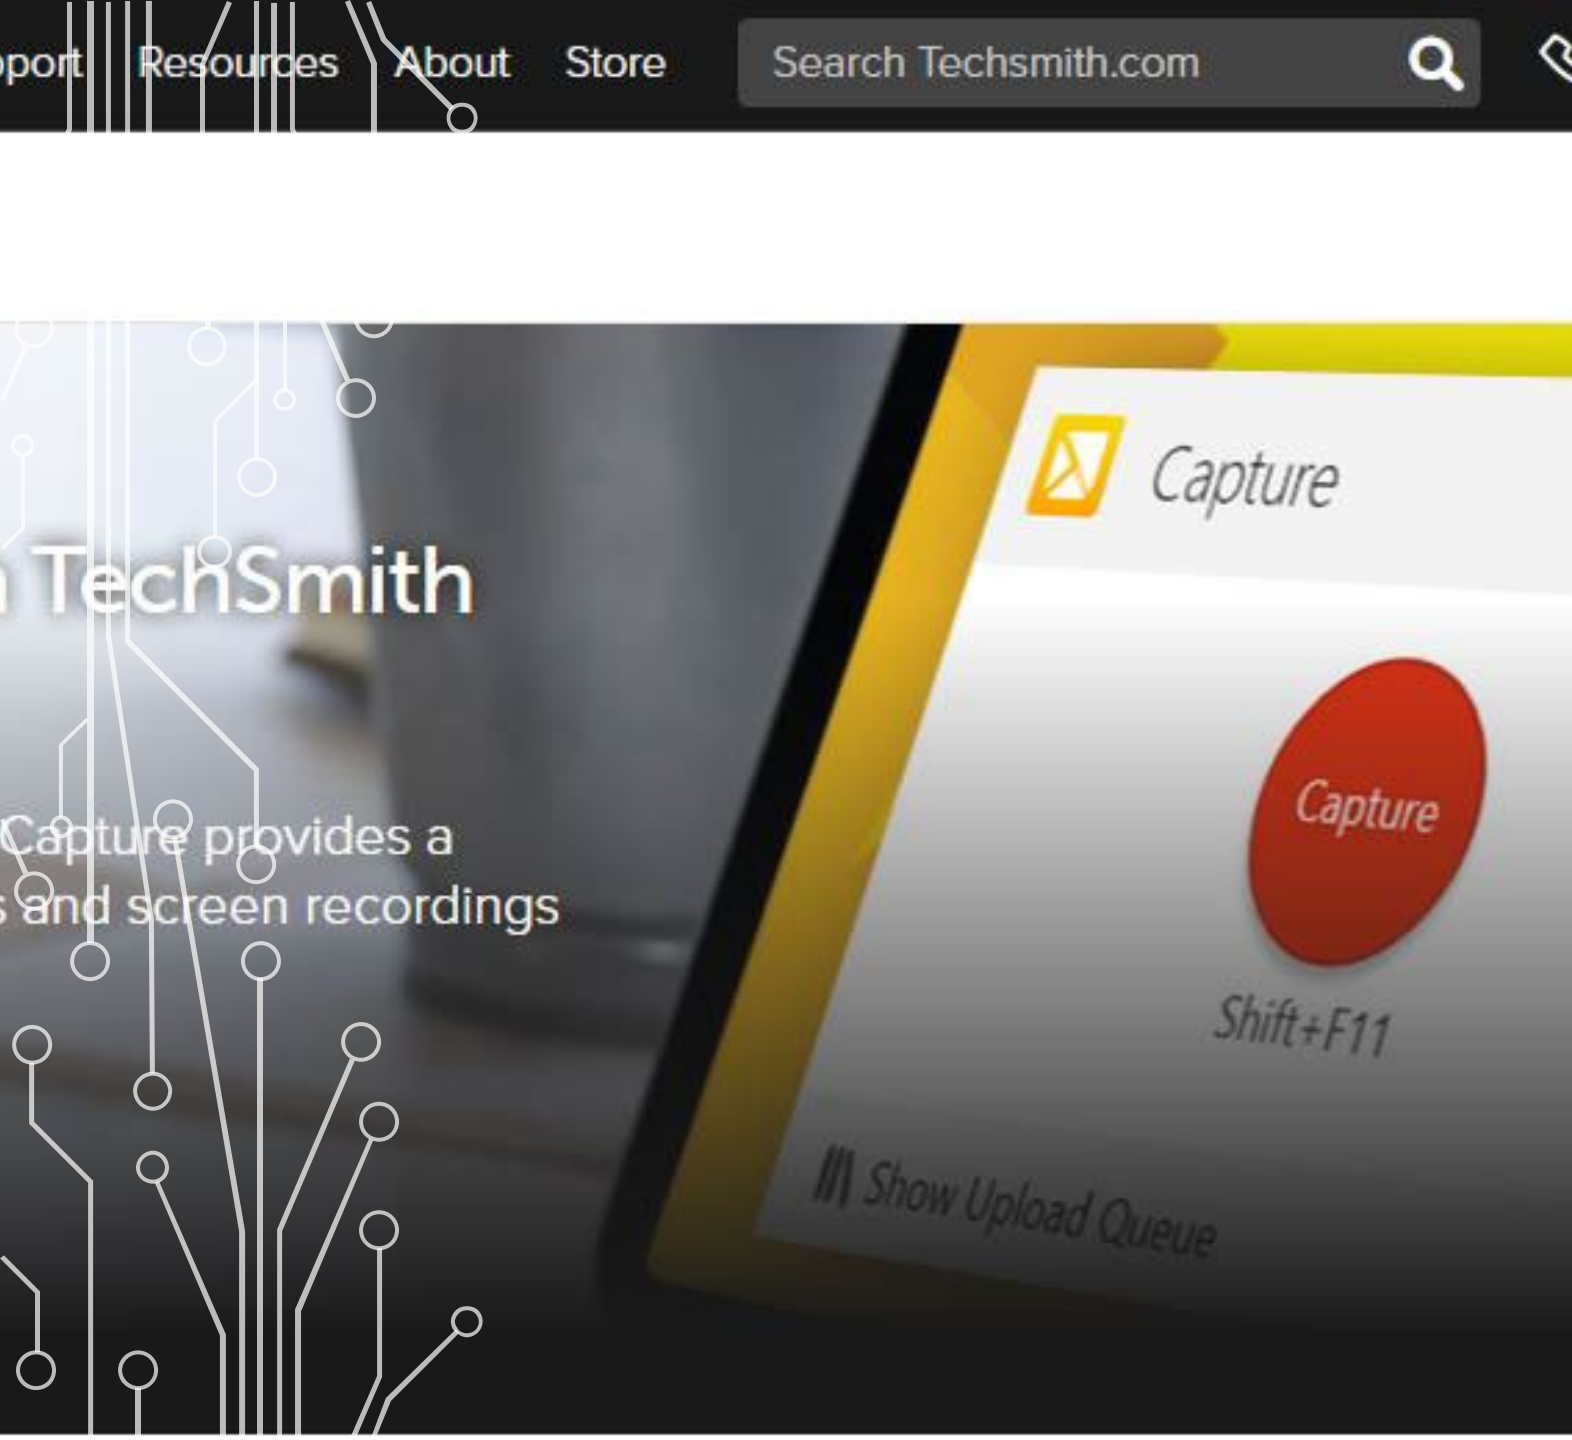 pport Resources About Store Search Techsmith.com
TechSmith
Capture
Capture provides a
s and screen recordings
Capture
Shift+F11
Show Upload Queue